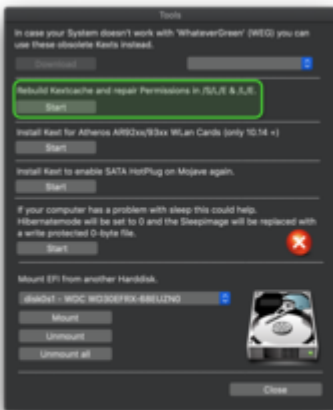 Tools
In case your System doesn't work with 'WhateverGreen' (WEG) you can
use these obsolete Kexts instead.
Download
Rebuild Kextcache and repair Permissions in /S/L/E & /L/E.
Start
Install Kext for Atheros AR92xx/93xx WLan Cards (only 10.14 +)
Start
Install Kext to enable SATA HotPlug on Mojave again.
Start
If your computer has a problem with sleep this could help.
Hibernatemode will be set to 0 and the Sleepimage will be replaced with
a write protected 0-byte file.
Start
Mount EFI from another Harddisk.
disk0s1 - WDC WD30EFRX-68EUZN0
Mount
Unmount
Unmount all
Close